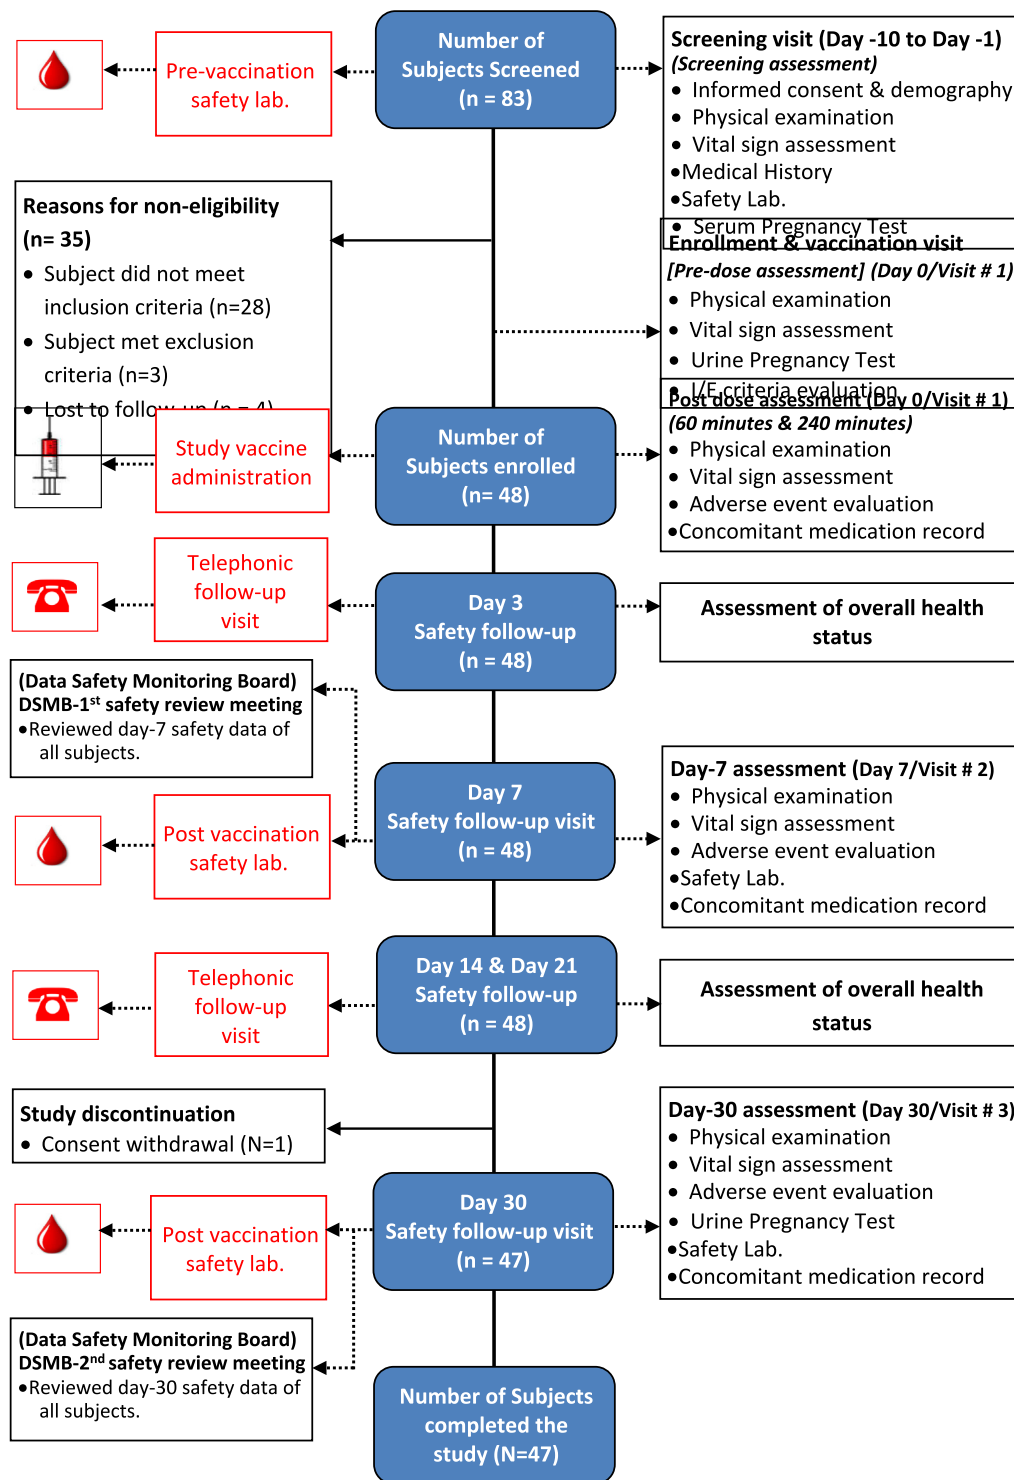 Number of
Subjects Screened
(n = 83)
Pre-vaccination
safety lab.
Screening visit (Day -10 to Day -1)
(Screening assessment)
• Informed consent & demography
• Physical examination
• Vital sign assessment
•Medical History
•Safety Lab.
• Serum Pregnancy Test
Reasons for non-eligibility
(n= 35)
• Subject did not meet
inclusion criteria (n=28)
• Subject met exclusion
criteria (n=3)
• Lost to follow-up (n = 4)
Enrollment & vaccination visit
[Pre-dose assessment] (Day 0/Visit # 1)
• Physical examination
• Vital sign assessment
• Urine Pregnancy Test
• I/E criteria evaluation
Number of
Subjects enrolled
(n= 48)
Study vaccine
administration
Post dose assessment (Day 0/Visit # 1)
(60 minutes & 240 minutes)
• Physical examination
• Vital sign assessment
• Adverse event evaluation
•Concomitant medication record
Telephonic
follow-up
visit
Day 3
Safety follow-up
(n = 48)
Assessment of overall health
status
(Data Safety Monitoring Board)
DSMB-1st safety review meeting
•Reviewed day-7 safety data of
all subjects.
Day 7
Safety follow-up visit
(n = 48)
Post vaccination
safety lab.
Day-7 assessment (Day 7/Visit # 2)
• Physical examination
• Vital sign assessment
• Adverse event evaluation
•Safety Lab.
•Concomitant medication record
Telephonic
follow-up
visit
Day 14 & Day 21
Safety follow-up
(n = 48)
Assessment of overall health
status
Study discontinuation
• Consent withdrawal (N=1)
Day-30 assessment (Day 30/Visit # 3)
• Physical examination
• Vital sign assessment
• Adverse event evaluation
• Urine Pregnancy Test
•Safety Lab.
•Concomitant medication record
Day 30
Safety follow-up visit
(n = 47)
Post vaccination
safety lab.
(Data Safety Monitoring Board)
DSMB-2nd safety review meeting
•Reviewed day-30 safety data of
all subjects.
Number of Subjects
completed the
study (N=47)